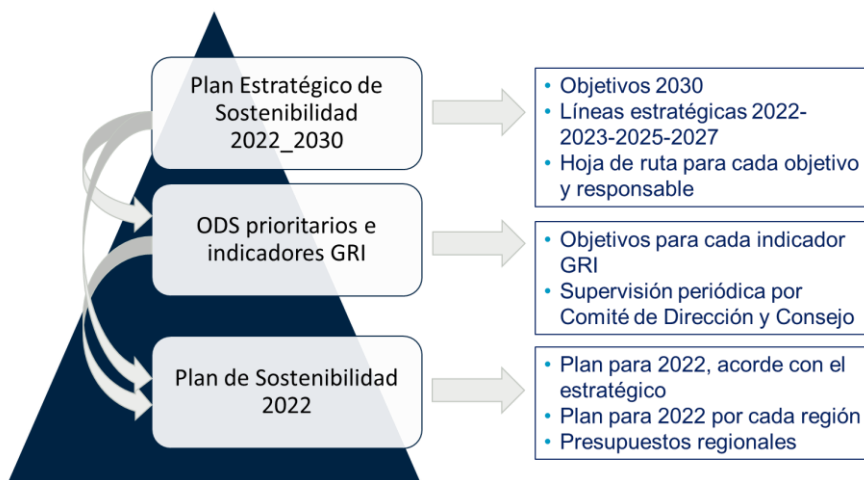 Plan Estratégico de
Sostenibilidad
2022_2030
• Objetivos 2030
• Líneas estratégicas 2022-
2023-2025-2027
• Hoja de ruta para cada objetivo
y responsable
ODS prioritarios e
indicadores GRI
• Objetivos para cada indicador
GRI
• Supervisión periódica por
Comité de Dirección y Consejo
Plan de Sostenibilidad
2022
• Plan para 2022, acorde con el
estratégico
• Plan para 2022 por cada región
• Presupuestos regionales